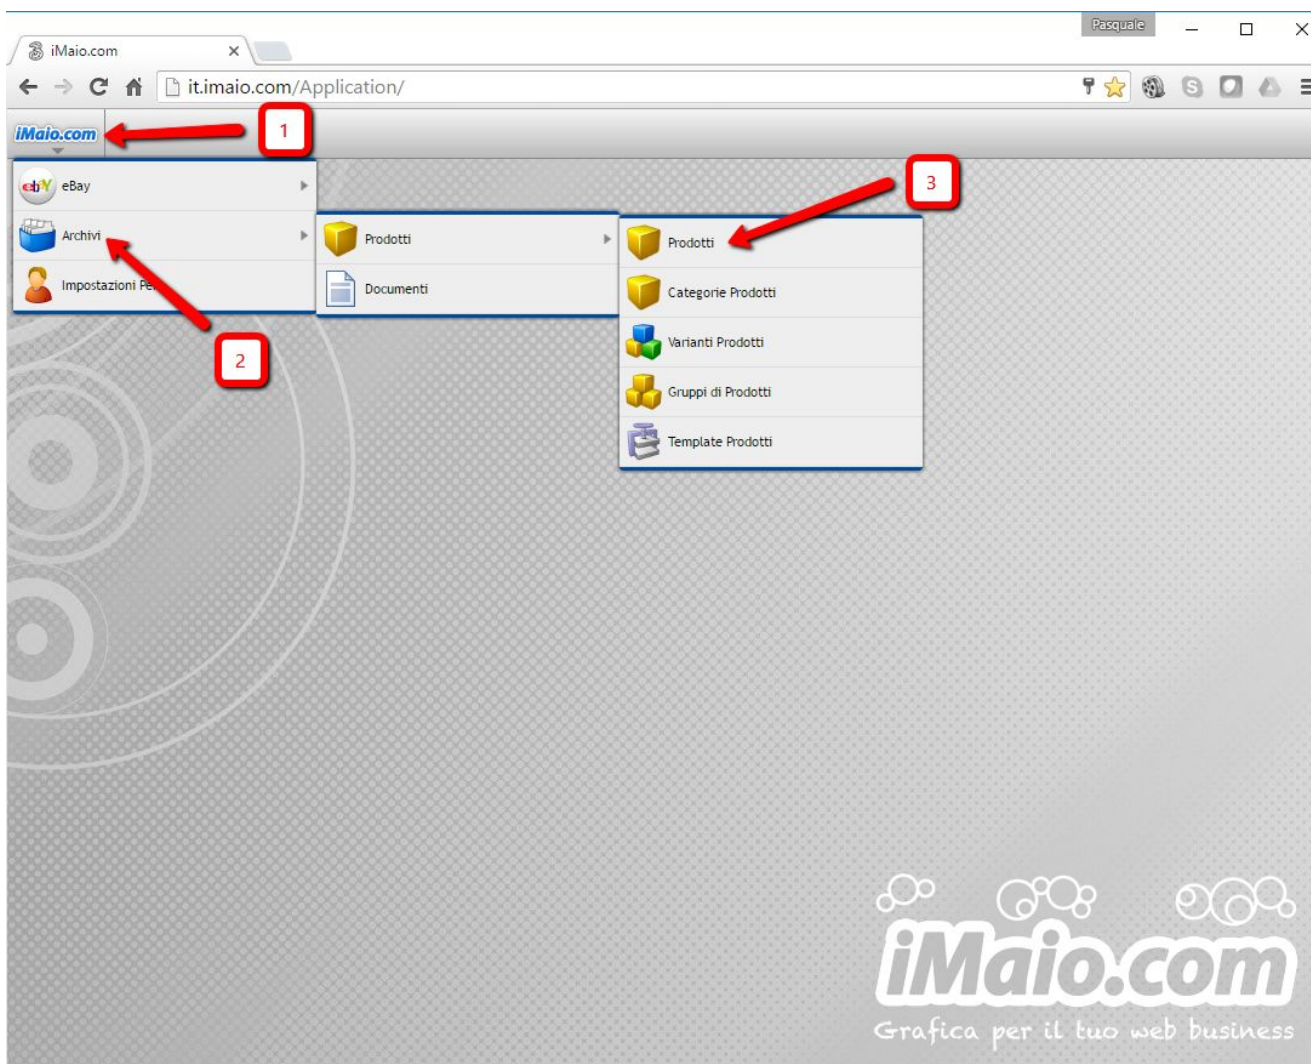 Pasquale
iMaio.com
it.imaio.com/Application/
iMaio.com
1
eBay
Archivi
Impostazioni Pe
2
Prodotti
Documenti
3
Prodotti
Categorie Prodotti
Varianti Prodotti
Gruppi di Prodotti
Template Prodotti
iMaio.com
Grafica per il tuo web business